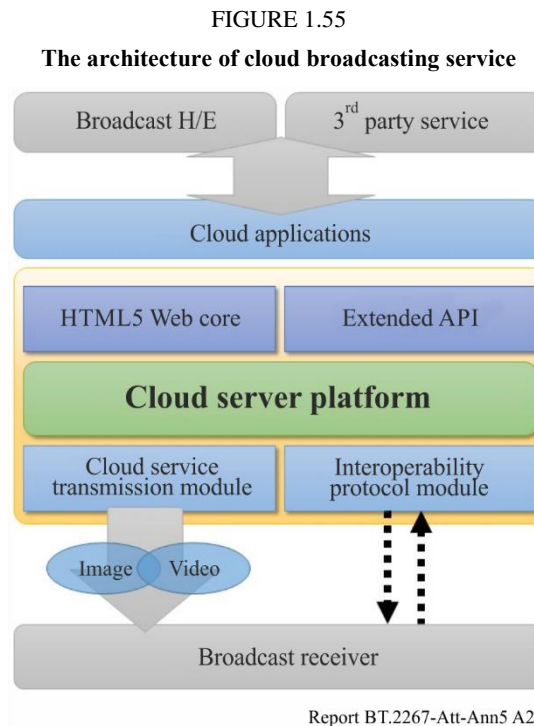 FIGURE 1.55
The architecture of cloud broadcasting service
Broadcast H/E
3rd party service
Cloud applications
HTML5 Web core
Extended API
Cloud server platform
Cloud service
transmission module
Interoperability
protocol module
Image
Video
Broadcast receiver
Report BT.2267-Att-Ann5 A2